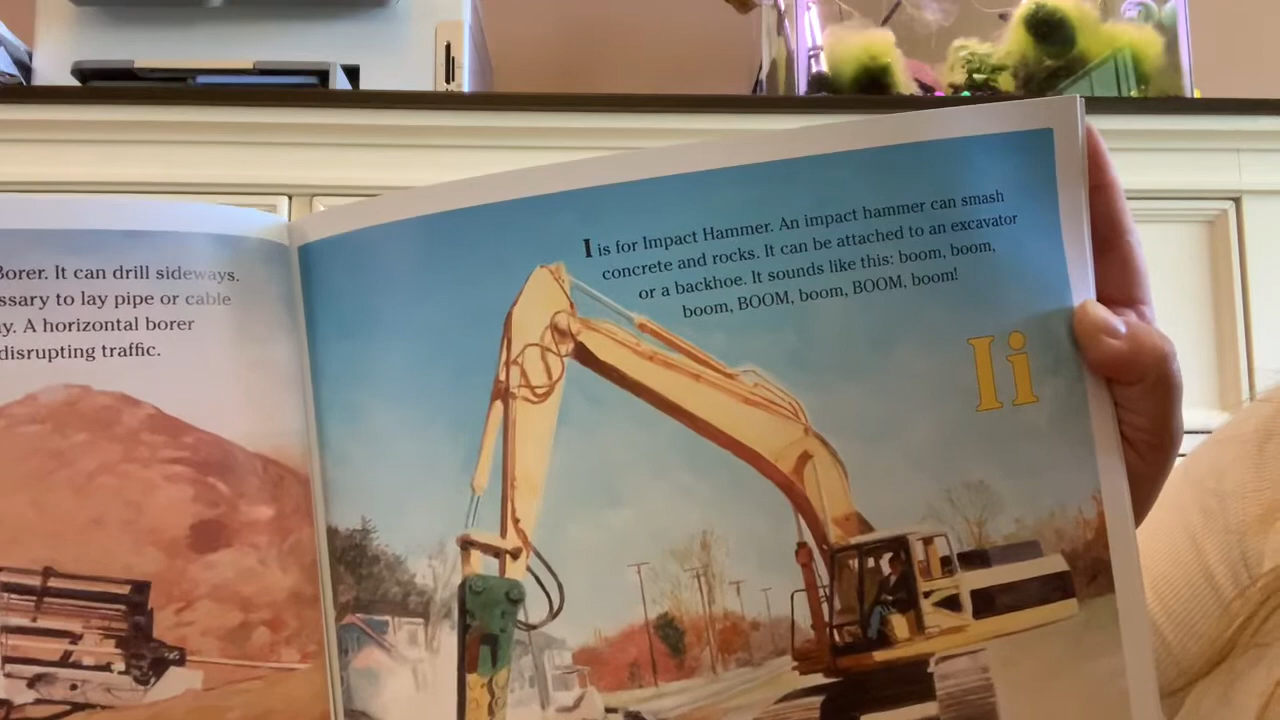 Borer. It can drill sideways.
ssary to lay pipe or cable
y. A horizontal borer
disrupting traffic.
I is for Impact Hammer. An impact hammer can smash
concrete and rocks. It can be attached to an excavator
or a backhoe. It sounds like this: boom, boom,
boom, BOOM, boom, BOOM, boom!
Ii